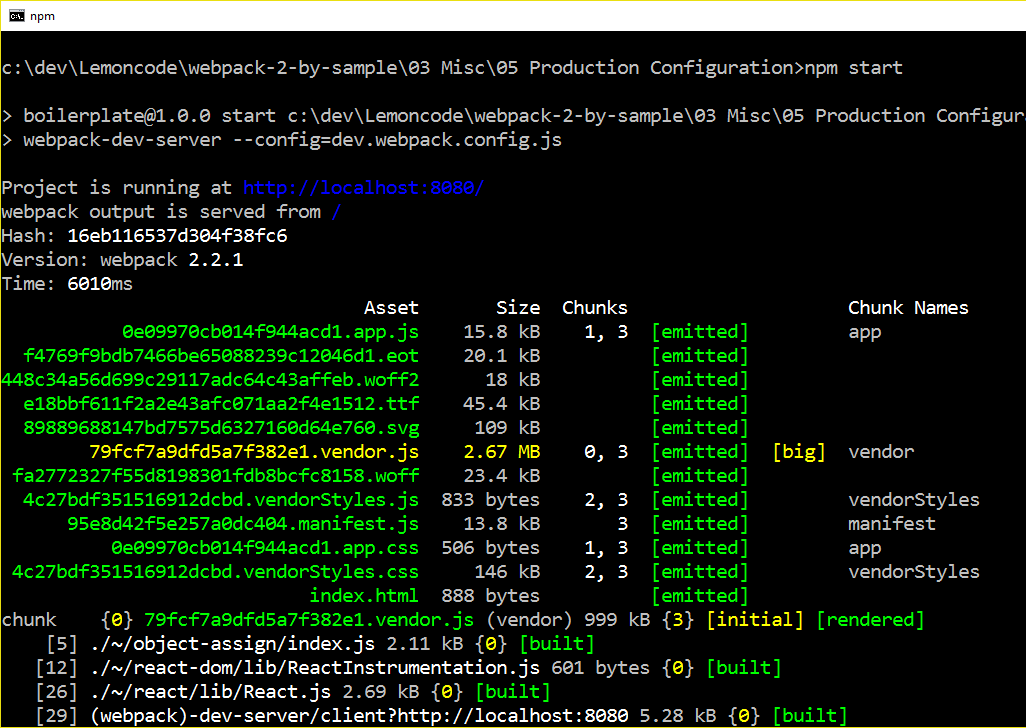 npm
c:\dev\Lemoncode\webpack-2-by-sample\03 Misc\05 Production Configuration>npm start
> boilerplate@1.0.0 start c:\dev\Lemoncode\webpack-2-by-sample\03 Misc\05 Production Configur
> webpack-dev-server --config=dev.webpack.config.js
Project is running at http://localhost:8080/
webpack output is served from /
Hash: 16eb116537d304f38fc6
Version: webpack 2.2.1
Time: 6010ms
Asset Size Chunks Chunk Names
0e09970cb014f944acd1.app.js 15.8 kB 1, 3 [emitted] app
f4769f9bdb7466be65088239c12046d1.eot 20.1 kB [emitted]
448c34a56d699c29117adc64c43affeb.woff2 18 kB [emitted]
e18bbf611f2a2e43afc071aa2f4e1512.ttf 45.4 kB [emitted]
89889688147bd7575d6327160d64e760.svg 109 kB [emitted]
79fcf7a9dfd5a7f382e1.vendor.js 2.67 MB 0, 3 [emitted] [big] vendor
fa2772327f55d8198301fdb8bcfc8158.woff 23.4 kB [emitted]
4c27bdf351516912dcbd.vendorStyles.js 833 bytes 2, 3 [emitted] vendorStyles
95e8d42f5e257a0dc404.manifest.js 13.8 kB 3 [emitted] manifest
0e09970cb014f944acd1.app.css 506 bytes 1, 3 [emitted] app
4c27bdf351516912dcbd.vendorStyles.css 146 kB 2, 3 [emitted] vendorStyles
index.html 888 bytes [emitted]
chunk {0} 79fcf7a9dfd5a7f382e1.vendor.js (vendor) 999 kB {3} [initial] [rendered]
[5] ./~/object-assign/index.js 2.11 kB {0} [built]
[12] ./~/react-dom/lib/ReactInstrumentation.js 601 bytes {0} [built]
[26] ./~/react/lib/React.js 2.69 kB {0} [built]
[29] (webpack)-dev-server/client?http://localhost:8080 5.28 kB {0} [built]